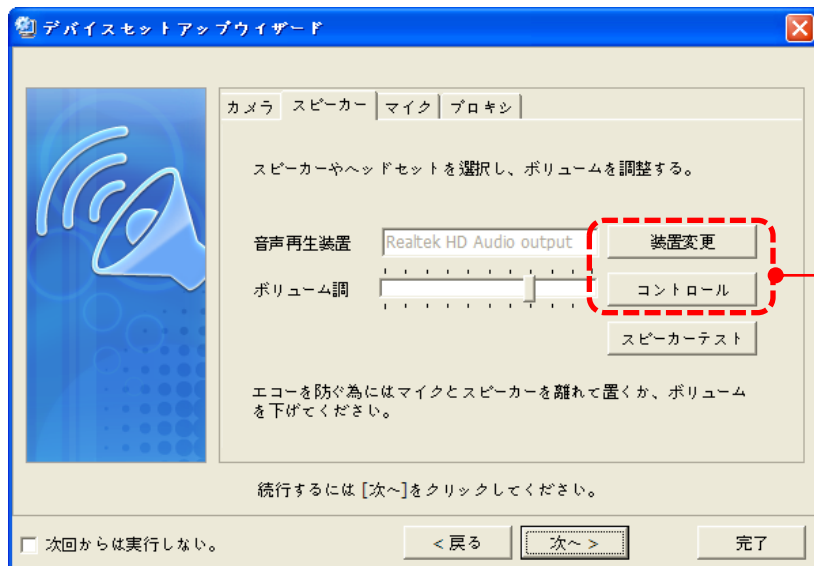 デバイスセットアップウィザード
カメラ スピーカー マイク プロキシ
スピーカーやヘッドセットを選択し、ボリュームを調整する。
音声再生装置 Realtek HD Audio output 装置変更
ボリューム調 コントロール
スピーカーテスト
エコーを防ぐ為にはマイクとスピーカーを離れて置くか、ボリューム
を下げてください。
続行するには [次へ]をクリックしてください。
次回からは実行しない。 < 戻る 次へ > 完了